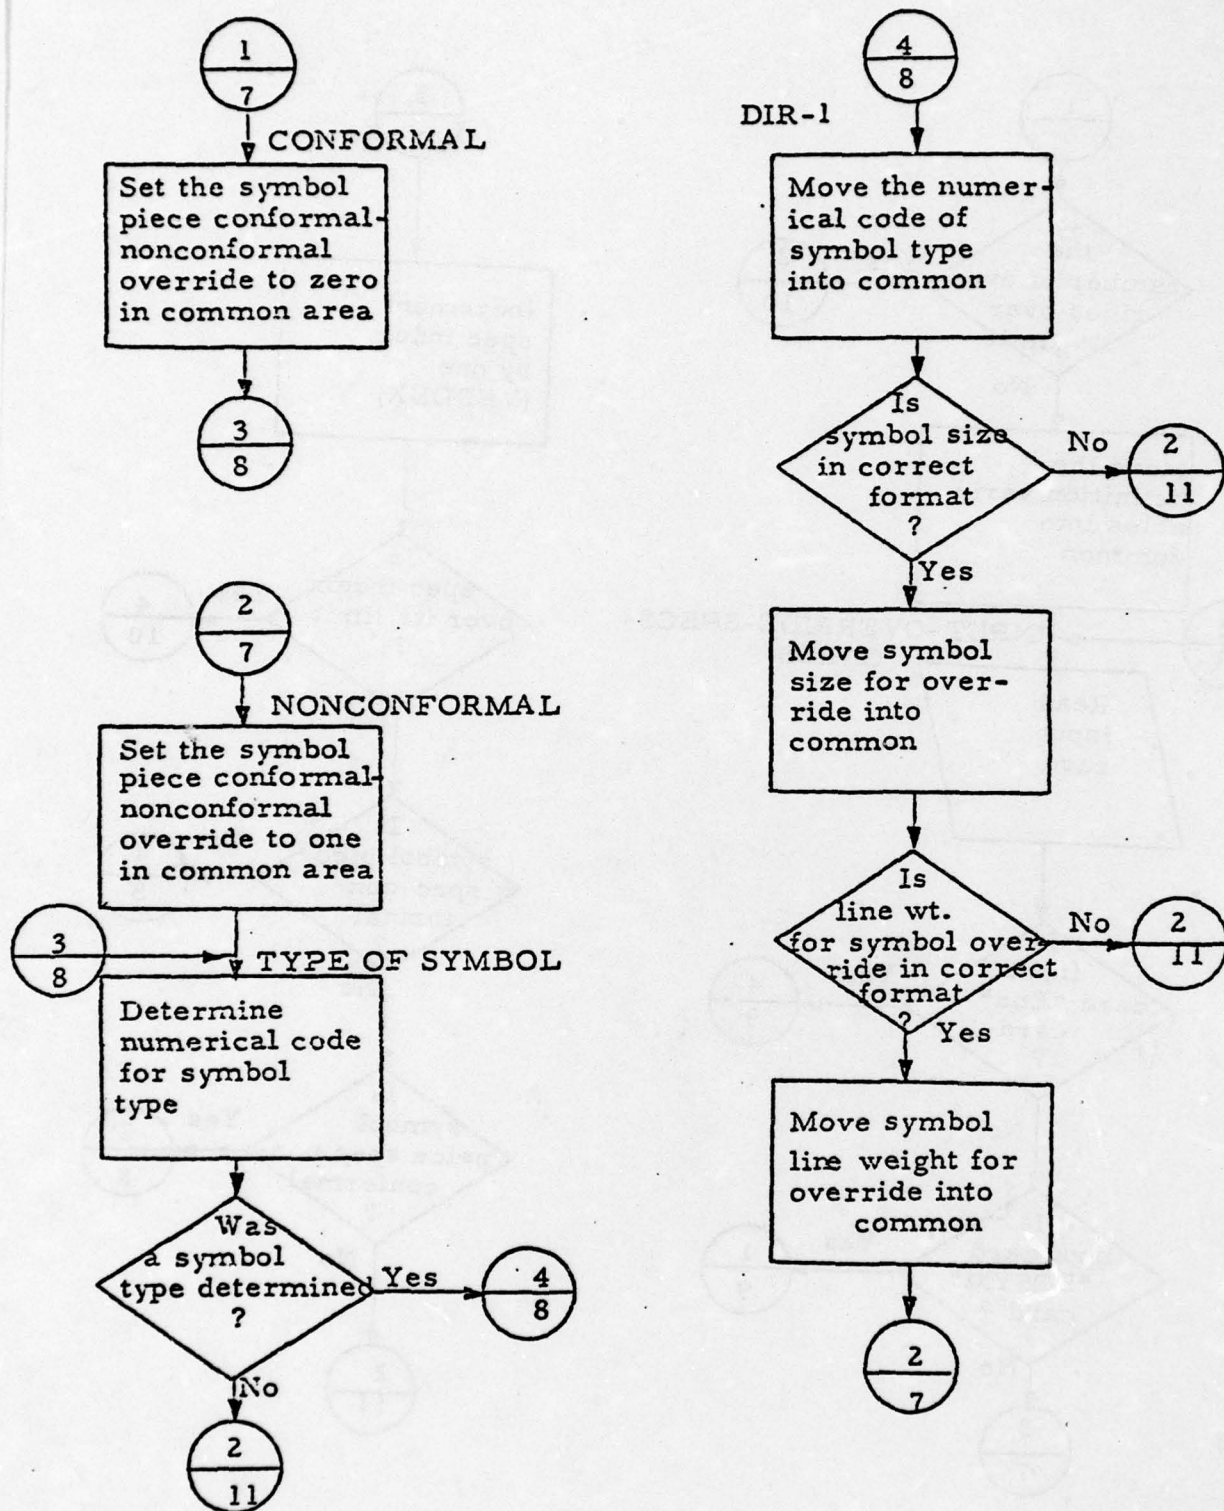 1
7
CONFORMAL
Set the symbol
piece conformal-
nonconformal
override to zero
in common area
3
8
2
7
NONCONFORMAL
Set the symbol
piece conformal-
nonconformal
override to one
in common area
3
8
TYPE OF SYMBOL
Determine
numerical code
for symbol
type
Was
a symbol
type determined
?
Yes
4
8
No
2
11
4
8
DIR-1
Move the numer-
ical code of
symbol type
into common
Is
symbol size
in correct
format
?
No
2
11
Yes
Move symbol
size for over-
ride into
common
Is
line wt.
for symbol over-
ride in correct
format
?
No
2
11
Yes
Move symbol
line weight for
override into
common
2
7